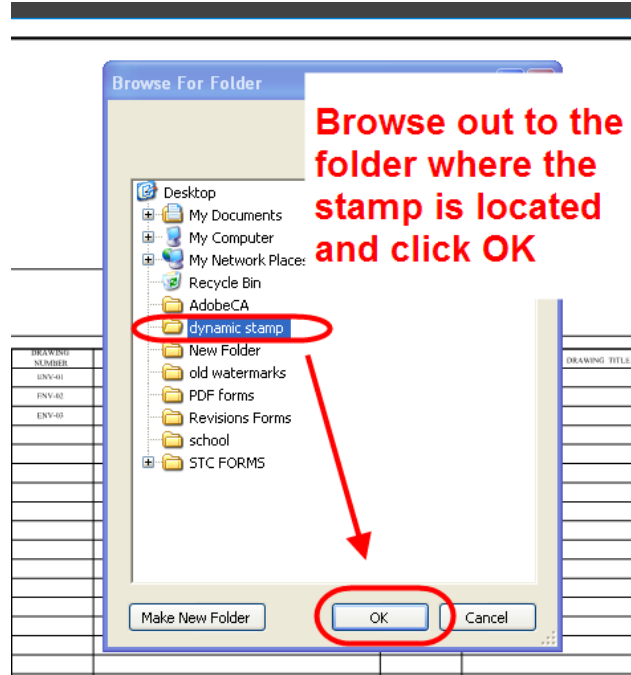 Browse For Folder
Browse out to the
folder where the
stamp is located
and click OK
Desktop
My Documents
My Computer
My Network Places
Recycle Bin
AdobeCA
dynamic stamp
New Folder
old watermarks
PDF forms
Revisions Forms
school
STC FORMS
DRAWING
NUMBER
ENV-01
ENV-02
ENV-03
DRAWING TITLE
Make New Folder
OK
Cancel